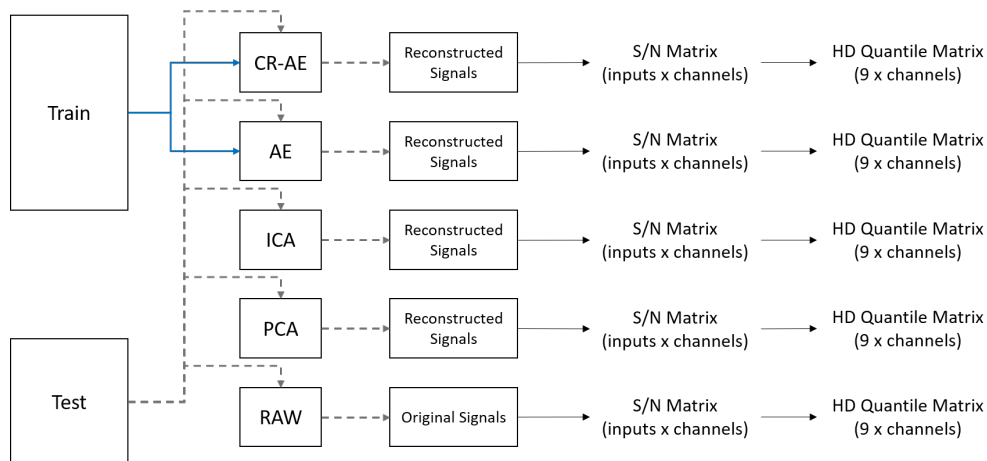 Train
Test
CR-AE
Reconstructed
Signals
S/N Matrix
(inputs x channels)
HD Quantile Matrix
(9 x channels)
AE
Reconstructed
Signals
S/N Matrix
(inputs x channels)
HD Quantile Matrix
(9 x channels)
ICA
Reconstructed
Signals
S/N Matrix
(inputs x channels)
HD Quantile Matrix
(9 x channels)
PCA
Reconstructed
Signals
S/N Matrix
(inputs x channels)
HD Quantile Matrix
(9 x channels)
RAW
Original Signals
S/N Matrix
(inputs x channels)
HD Quantile Matrix
(9 x channels)